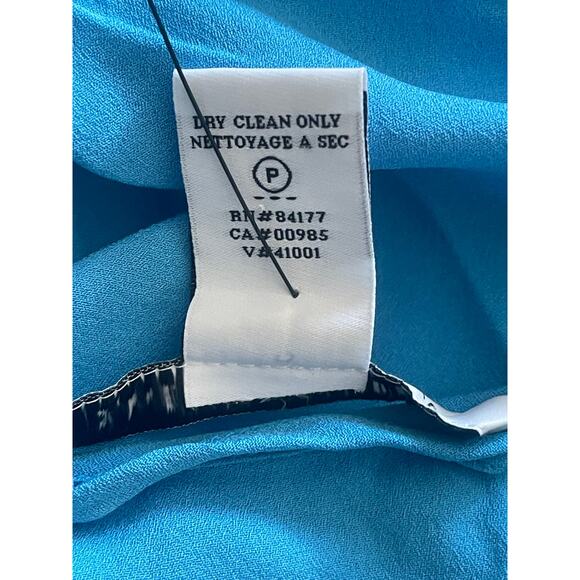 DRY CLEAN ONLY
NETTOYAGE A SEC
P
RN#84177
CA#00985
V#41001